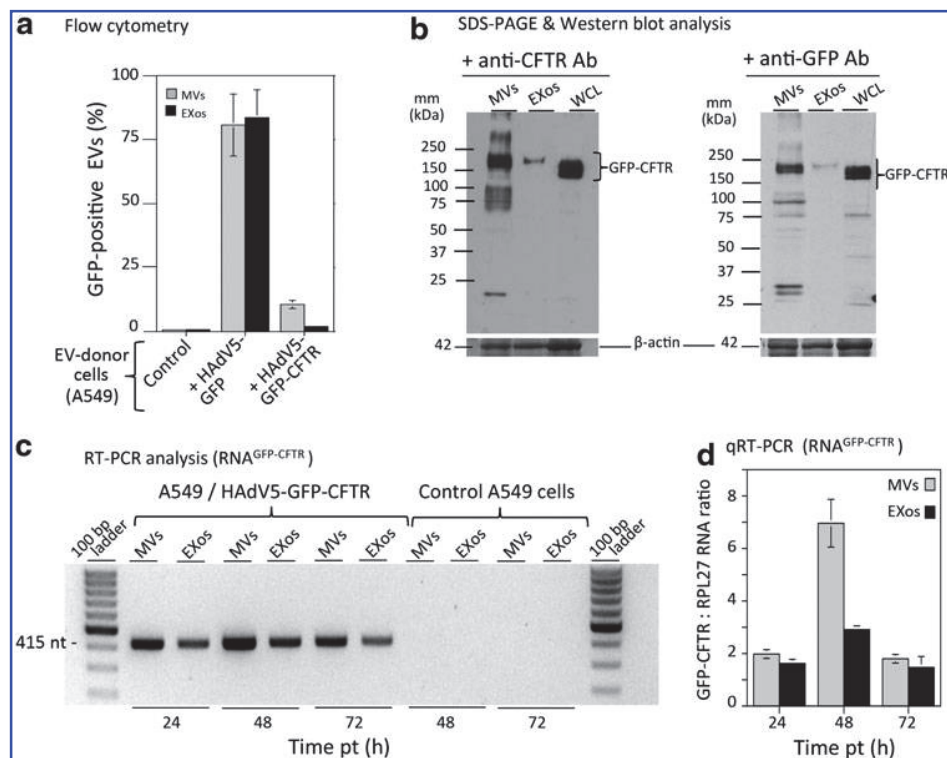 a Flow cytometry
100
75
50
25
0
GFP-positive EVs (%)
MVs
EXos
EV-donor
cells
(A549)
Control
+ HAdV5-
GFP
+ HAdV5-
GFP-CFTR
b SDS-PAGE & Western blot analysis
+ anti-CFTR Ab
MVs EXos WCL
mm
(kDa)
250
150
100
75
50
37
25
GFP-CFTR
+ anti-GFP Ab
MVs EXos WCL
mm
(kDa)
250
150
100
75
50
37
25
GFP-CFTR
42 β-actin 42
c RT-PCR analysis (RNAGFP-CFTR)
A549 / HAdV5-GFP-CFTR Control A549 cells
100 bp
ladder
MVs EXos MVs EXos MVs EXos MVs EXos MVs EXos
100 bp
ladder
415 nt -
24 48 72 48 72
Time pt (h)
d qRT-PCR (RNAGFP-CFTR)
GFP-CFTR : RPL27 RNA ratio
8
6
4
2
0
MVs
EXos
24 48 72
Time pt (h)